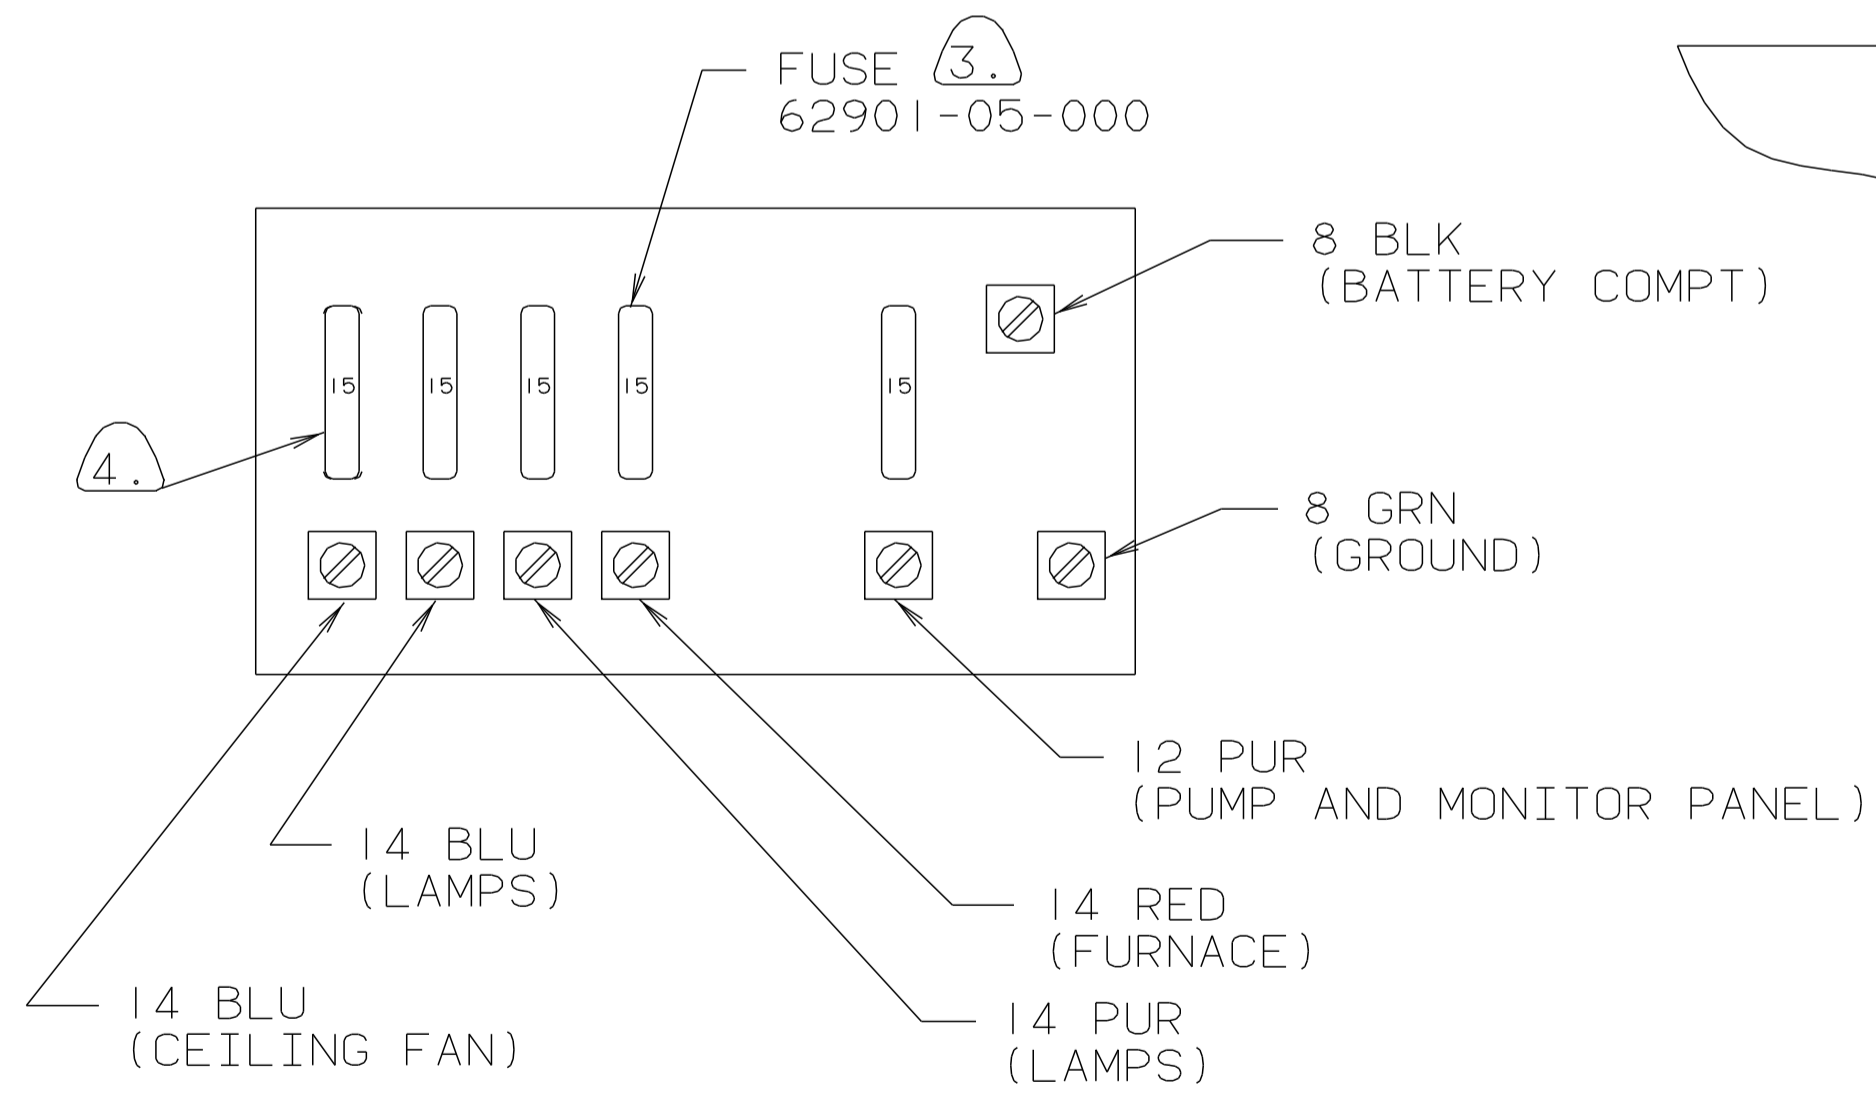 FUSE 3.
62901-05-000
8 BLK
(BATTERY COMPT)
15 15 15 15 15
4.
8 GRN
(GROUND)
12 PUR
(PUMP AND MONITOR PANEL)
14 BLU
(LAMPS)
14 RED
(FURNACE)
14 BLU
(CEILING FAN)
14 PUR
(LAMPS)